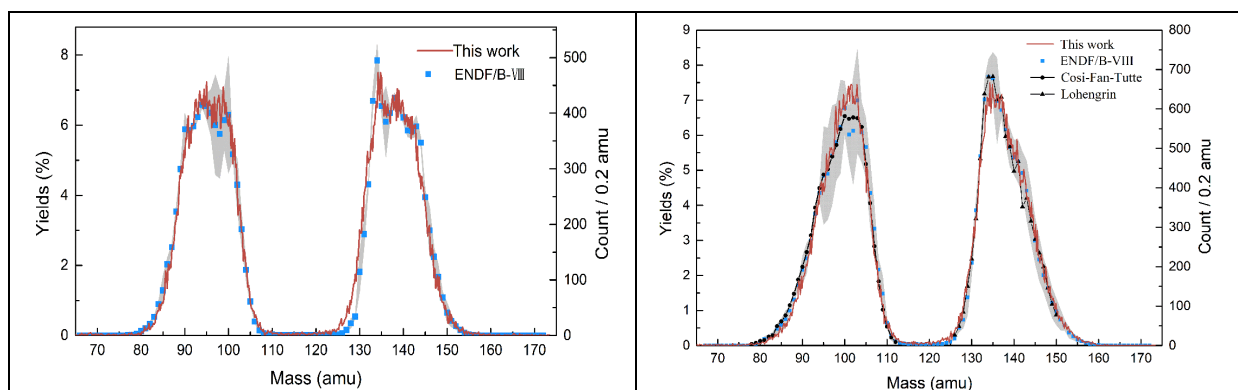 This work
ENDF/B-Ⅷ
8
6
4
2
0
Yields (%)
500
400
300
200
100
0
Count / 0.2 amu
70 80 90 100 110 120 130 140 150 160 170
Mass (amu)
This work
ENDF/B-VIII
Cosi-Fan-Tutte
Lohengrin
9
8
7
6
5
4
3
2
1
0
Yields (%)
800
700
600
500
400
300
200
100
0
Count / 0.2 amu
70 80 90 100 110 120 130 140 150 160 170
Mass (amu)